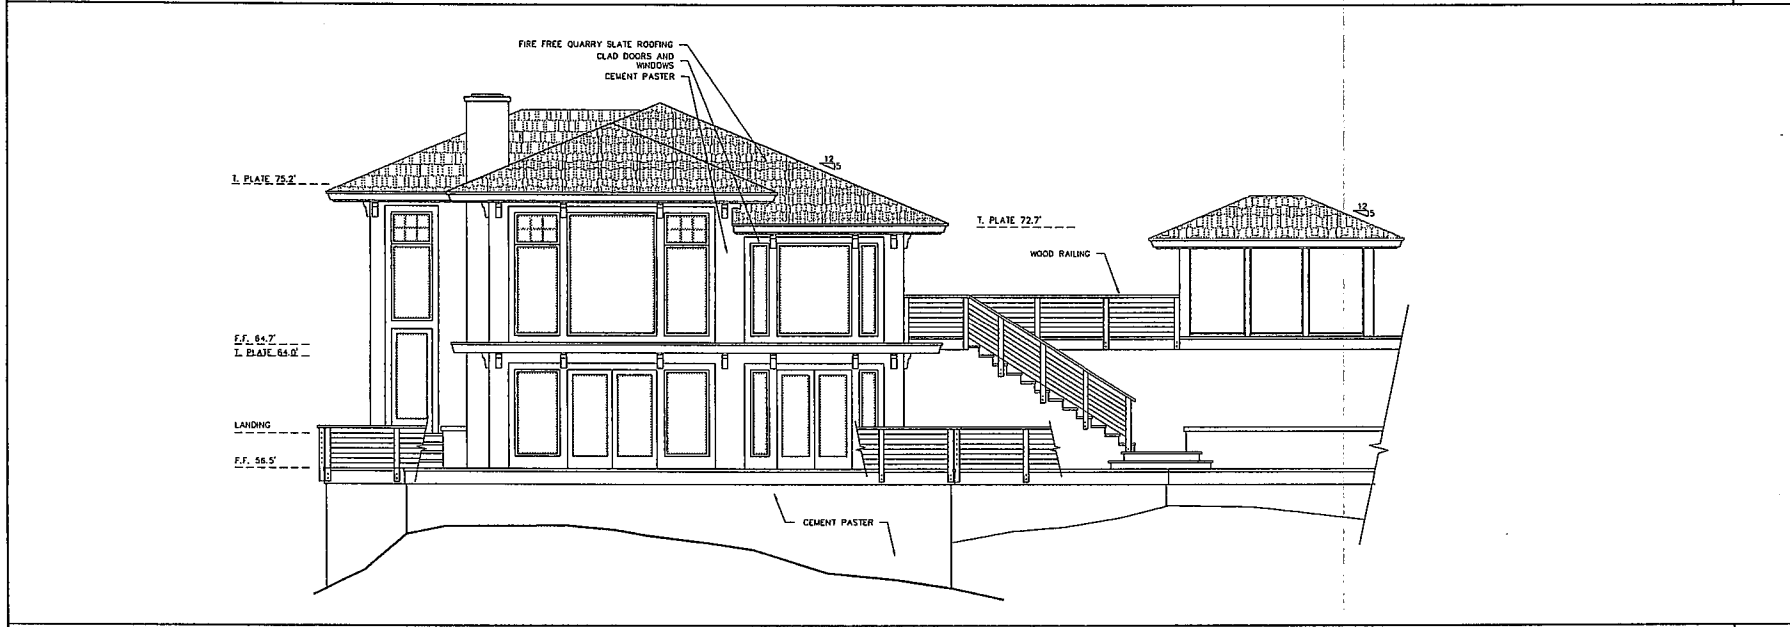 FIRE FREE QUARRY SLATE ROOFING
CLAD DOORS AND
WINDOWS
CEMENT PASTER
12
5
T. PLATE 75.2'
T. PLATE 72.7'
12
5
WOOD RAILING
F.F. 64.7'
T. PLATE 64.0'
LANDING
F.F. 56.5'
CEMENT PASTER